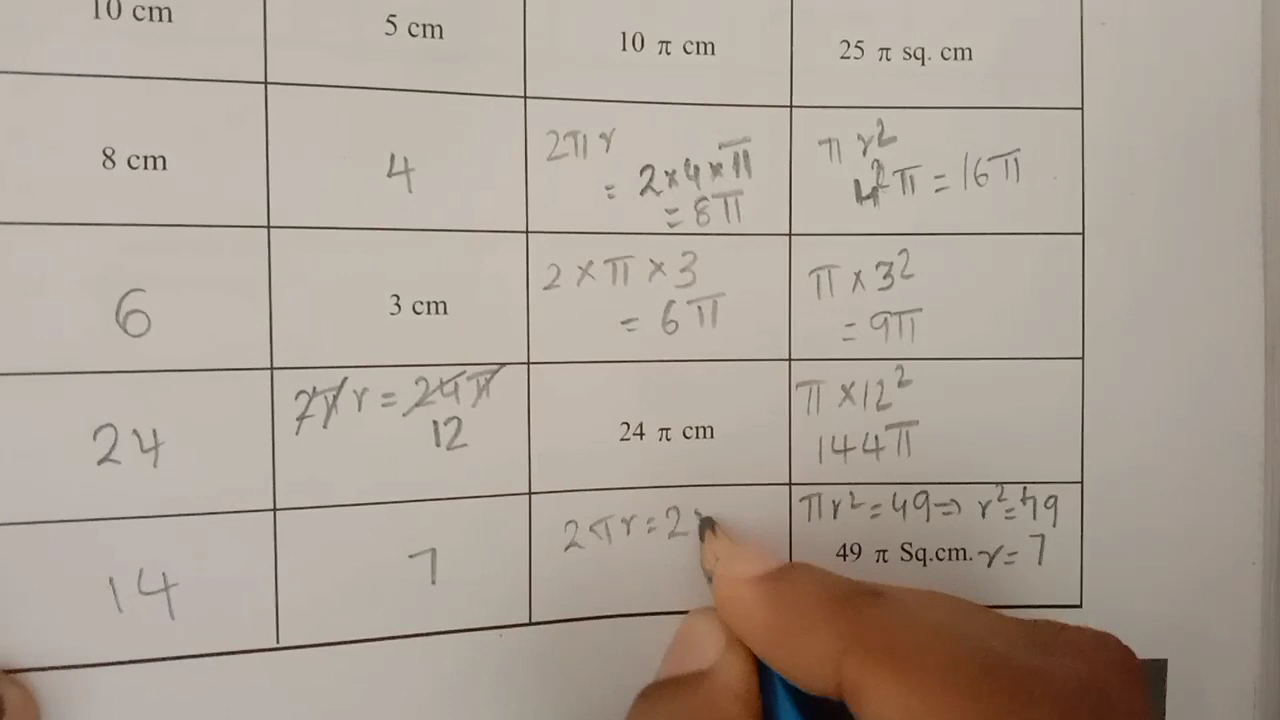 10 cm
5 cm
10 π cm
25 π sq. cm
8 cm
4
2πr
= 2×4×π
= 8π
πr²
4²π = 16π
6
3 cm
2×π×3
= 6π
π×3²
= 9π
24
2πr = 24π
12
24 π cm
π×12²
144π
14
7
2πr = 2×
πr² = 49 ⇒ r² = 49
49 π Sq.cm. r = 7